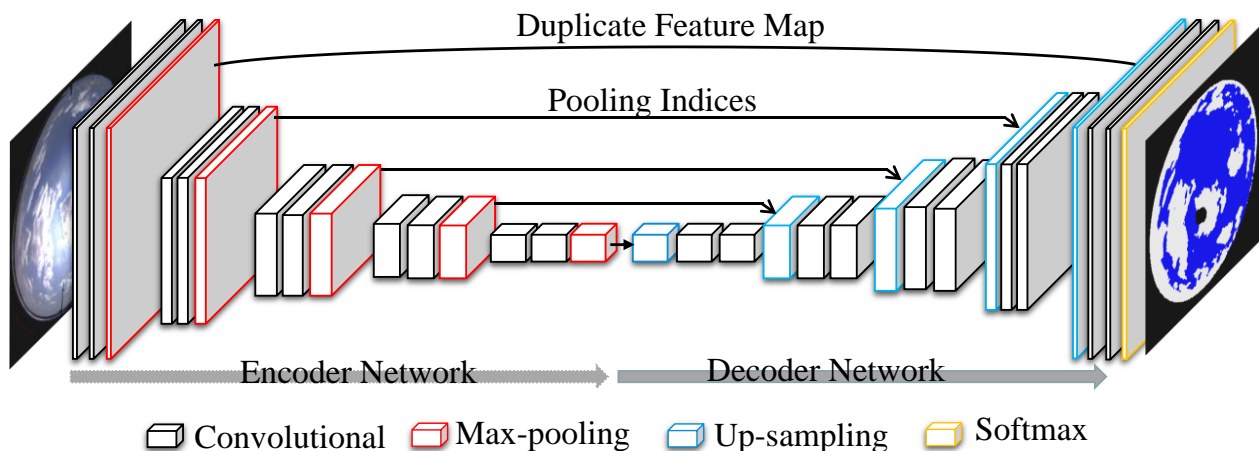 Duplicate Feature Map
Pooling Indices
Encoder Network
Decoder Network
Convolutional
Max-pooling
Up-sampling
Softmax